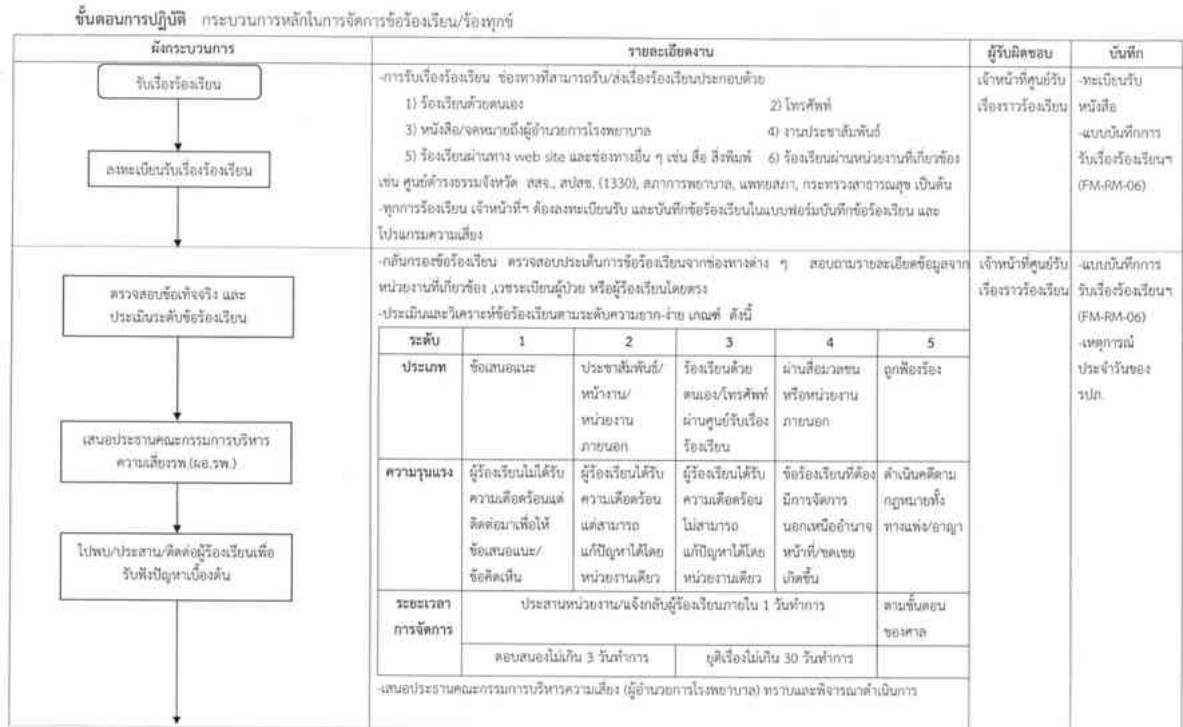 ขั้นตอนการปฏิบัติ กระบวนการหลักในการจัดการข้อร้องเรียน/ร้องทุกข์
ผังกระบวนการ
รายละเอียดงาน
ผู้รับผิดชอบ
บันทึก
รับเรื่องร้องเรียน
ลงทะเบียนรับเรื่องร้องเรียน
-การรับเรื่องร้องเรียน ช่องทางที่สามารถรับ/ส่งเรื่องร้องเรียนประกอบด้วย
1) ร้องเรียนด้วยตนเอง 2) โทรศัพท์
3) หนังสือ/จดหมายถึงผู้อำนวยการโรงพยาบาล 4) งานประชาสัมพันธ์
5) ร้องเรียนผ่านทาง web site และช่องทางอื่น ๆ เช่น สื่อ สิ่งพิมพ์ 6) ร้องเรียนผ่านหน่วยงานที่เกี่ยวข้อง
เช่น ศูนย์ดำรงธรรมจังหวัด สสจ., สปสช. (1330), สภาการพยาบาล, แพทยสภา, กระทรวงสาธารณสุข เป็นต้น
-ทุกการร้องเรียน เจ้าหน้าที่ฯ ต้องลงทะเบียนรับ และบันทึกข้อร้องเรียนในแบบฟอร์มบันทึกข้อร้องเรียน และ
โปรแกรมความเสี่ยง
เจ้าหน้าที่ศูนย์รับ
เรื่องราวร้องเรียน
-ทะเบียนรับ
หนังสือ
-แบบบันทึกการ
รับเรื่องร้องเรียนฯ
(FM-RM-06)
ตรวจสอบข้อเท็จจริง และ
ประเมินระดับข้อร้องเรียน
เสนอประธานคณะกรรมการบริหาร
ความเสี่ยงรพ.(ผอ.รพ.)
ไปพบ/ประสาน/ติดต่อผู้ร้องเรียนเพื่อ
รับฟังปัญหาเบื้องต้น
-กลั่นกรองข้อร้องเรียน ตรวจสอบประเด็นการข้อร้องเรียนจากช่องทางต่าง ๆ สอบถามรายละเอียดข้อมูลจาก
หน่วยงานที่เกี่ยวข้อง ,เวชระเบียนผู้ป่วย หรือผู้ร้องเรียนโดยตรง
-ประเมินและวิเคราะห์ข้อร้องเรียนตามระดับความยาก-ง่าย เกณฑ์ ดังนี้
ระดับ 1 2 3 4 5
ประเภท
ข้อเสนอแนะ
ประชาสัมพันธ์/
หน้างาน/
หน่วยงาน
ภายนอก
ร้องเรียนด้วย
ตนเอง/โทรศัพท์
ผ่านศูนย์รับเรื่อง
ร้องเรียน
ผ่านสื่อมวลชน
หรือหน่วยงาน
ภายนอก
ถูกฟ้องร้อง
ความรุนแรง
ผู้ร้องเรียนไม่ได้รับ
ความเดือดร้อนแต่
ติดต่อมาเพื่อให้
ข้อเสนอแนะ/
ข้อคิดเห็น
ผู้ร้องเรียนได้รับ
ความเดือดร้อน
แต่สามารถ
แก้ปัญหาได้โดย
หน่วยงานเดียว
ผู้ร้องเรียนได้รับ
ความเดือดร้อน
ไม่สามารถ
แก้ปัญหาได้โดย
หน่วยงานเดียว
ข้อร้องเรียนที่ต้อง
มีการจัดการ
นอกเหนืออำนาจ
หน้าที่/ชดเชย
เกิดขึ้น
ดำเนินคดีตาม
กฎหมายทั้ง
ทางแพ่ง/อาญา
ระยะเวลา
การจัดการ
ประสานหน่วยงาน/แจ้งกลับผู้ร้องเรียนภายใน 1 วันทำการ
ตามขั้นตอน
ของศาล
ตอบสนองไม่เกิน 3 วันทำการ
ยุติเรื่องไม่เกิน 30 วันทำการ
-เสนอประธานคณะกรรมการบริหารความเสี่ยง (ผู้อำนวยการโรงพยาบาล) ทราบและพิจารณาดำเนินการ
เจ้าหน้าที่ศูนย์รับ
เรื่องราวร้องเรียน
-แบบบันทึกการ
รับเรื่องร้องเรียนฯ
(FM-RM-06)
-เหตุการณ์
ประจำวันของ
รปภ.